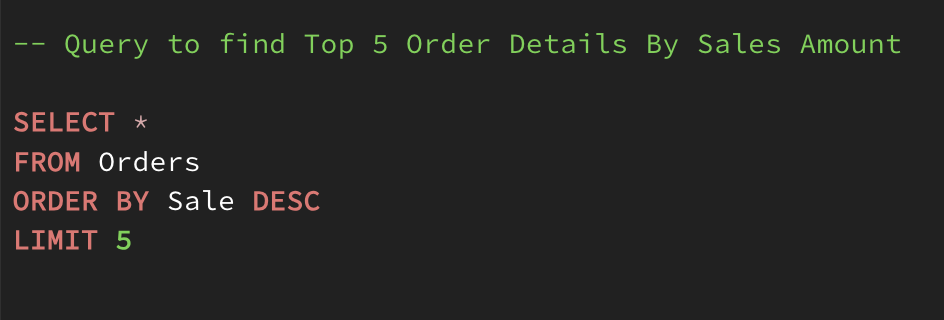 -- Query to find Top 5 Order Details By Sales Amount
SELECT *
FROM Orders
ORDER BY Sale DESC
LIMIT 5